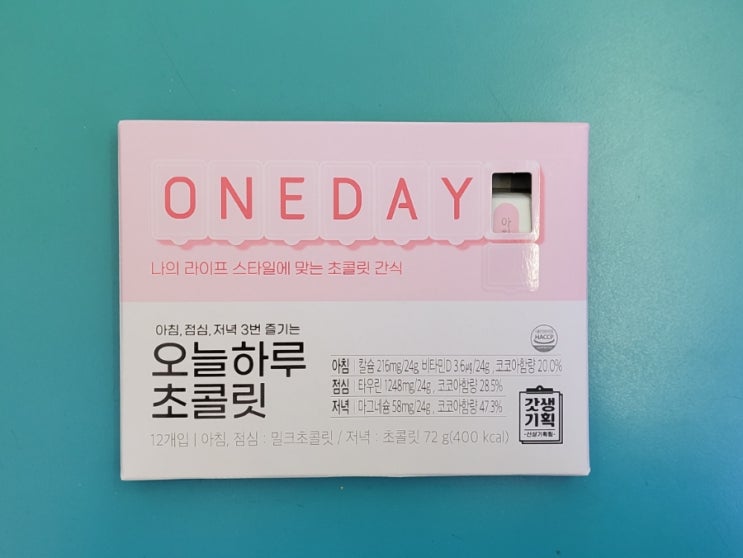 ONEDAY
아
나의 라이프 스타일에 맞는 초콜릿 간식
아침, 점심, 저녁 3번 즐기는
오늘하루
초콜릿
HACCP
아침 칼슘 216mg/24g 비타민D 3.6μg/24g , 코코아함량 20.0%
점심 타우린 1248mg/24g , 코코아함량 28.5%
저녁 마그네슘 58mg/24g , 코코아함량 47.3%
갓생
기획
-신상기획팀-
12개입 | 아침, 점심 : 밀크초콜릿 / 저녁 : 초콜릿 72 g(400 kcal)